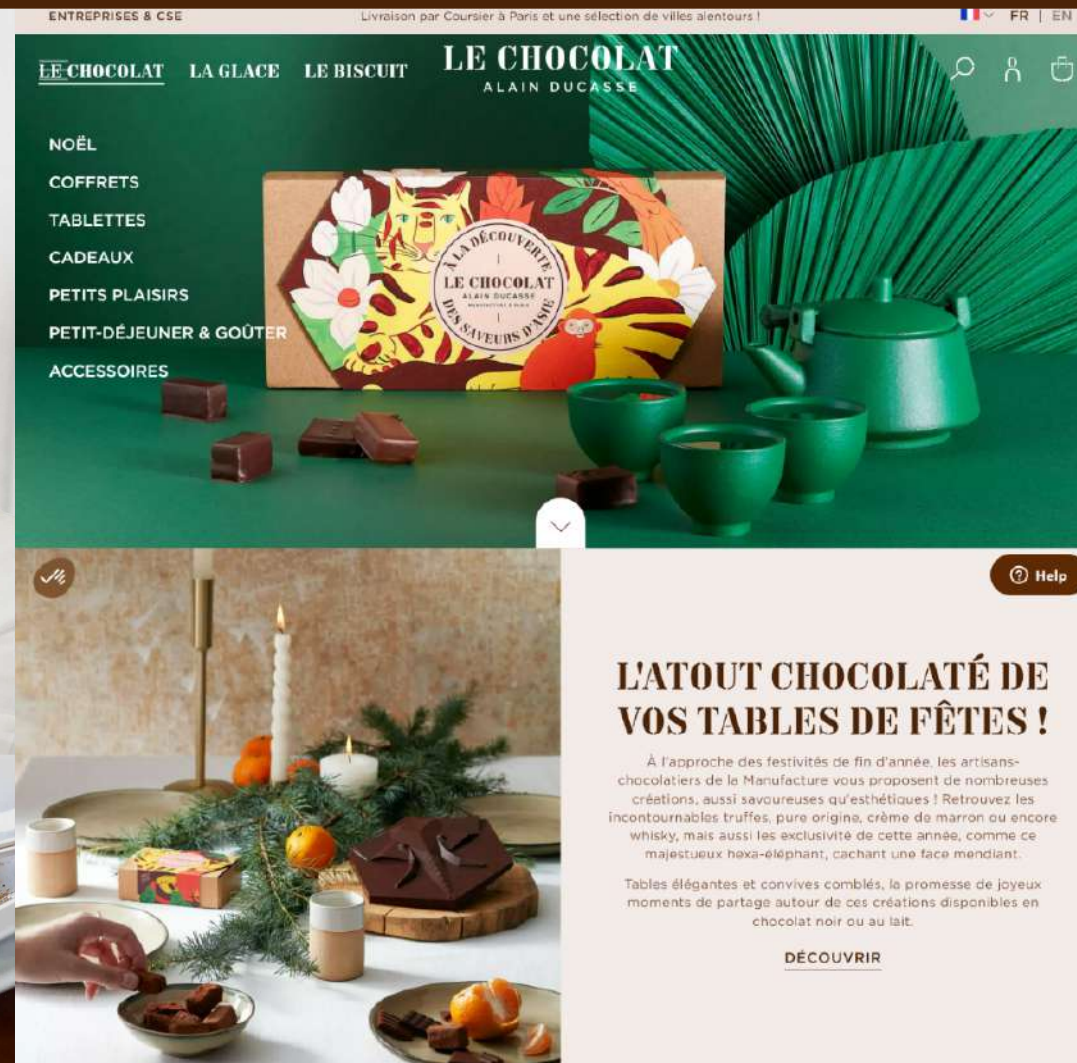 ENTREPRISES & CSE
Livraison par Coursier à Paris et une sélection de villes alentours !
FR | EN
LE CHOCOLAT
LA GLACE
LE BISCUIT
LE CHOCOLAT
ALAIN DUCASSE
NOËL
COFFRETS
TABLETTES
CADEAUX
PETITS PLAISIRS
PETIT-DÉJEUNER & GOÛTER
ACCESSOIRES
À LA DÉCOUVERTE
LE CHOCOLAT
ALAIN DUCASSE
MANUFACTURE À PARIS
DES SAVEURS D'ASIE
Help
L'ATOUT CHOCOLATÉ DE
VOS TABLES DE FÊTES !
À l'approche des festivités de fin d'année, les artisans-
chocolatiers de la Manufacture vous proposent de nombreuses
créations, aussi savoureuses qu'esthétiques ! Retrouvez les
incontournables truffes, pure origine, crème de marron ou encore
whisky, mais aussi les exclusivité de cette année, comme ce
majestueux hexa-éléphant, cachant une face mendiant.
Tables élégantes et convives comblés, la promesse de joyeux
moments de partage autour de ces créations disponibles en
chocolat noir ou au lait.
DÉCOUVRIR